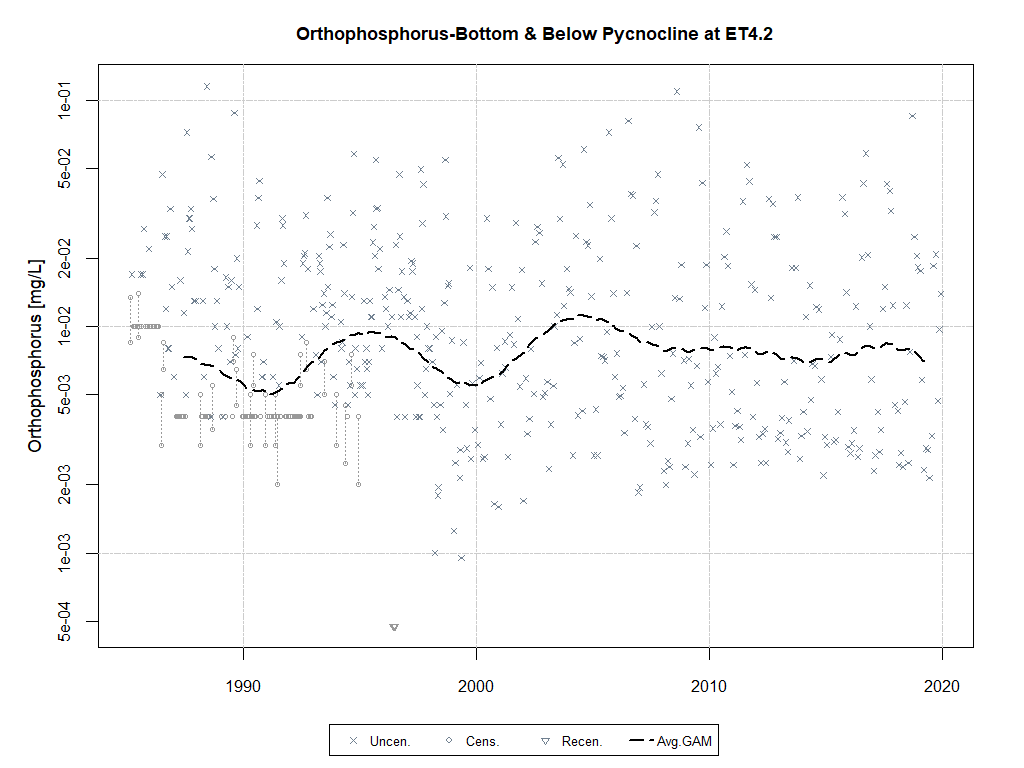 Orthophosphorus-Bottom & Below Pycnocline at ET4.2
Orthophosphorus [mg/L]
1e-01
5e-02
2e-02
1e-02
5e-03
2e-03
1e-03
5e-04
1990 2000 2010 2020
Uncen. Cens. Recen. Avg.GAM